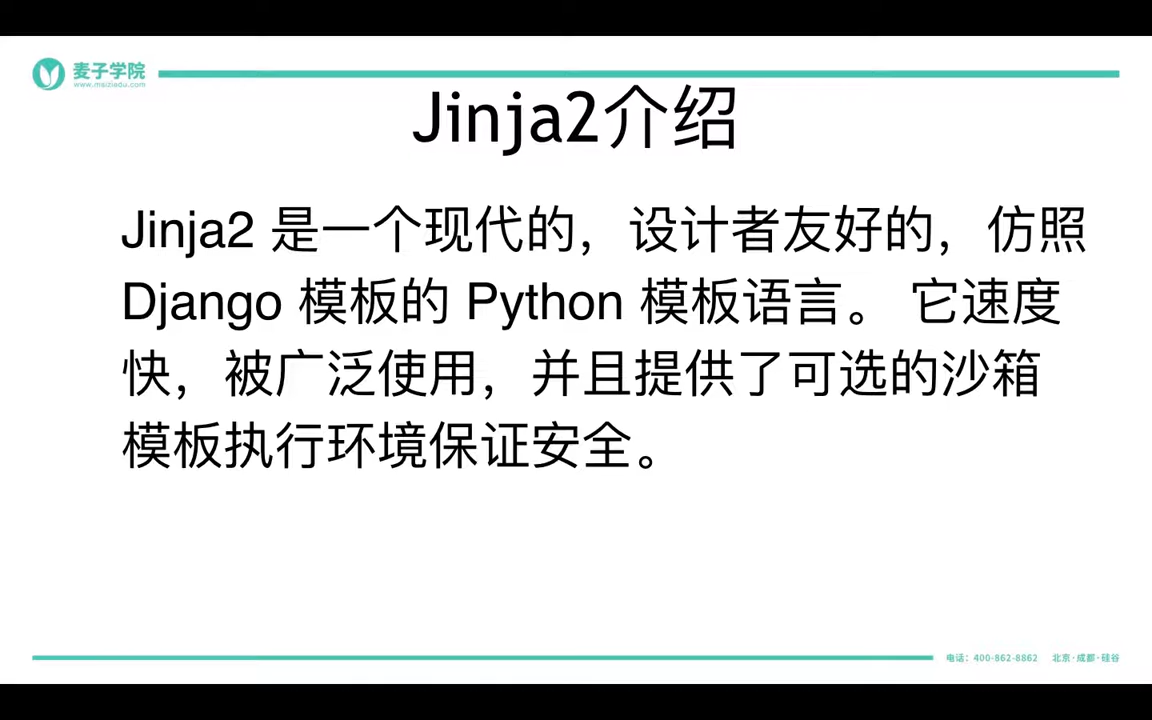 麦子学院
www.maiziedu.com
Jinja2介绍
Jinja2 是一个现代的，设计者友好的，仿照
Django 模板的 Python 模板语言。 它速度
快，被广泛使用，并且提供了可选的沙箱
模板执行环境保证安全。
电话：400-862-8862 北京·成都·硅谷